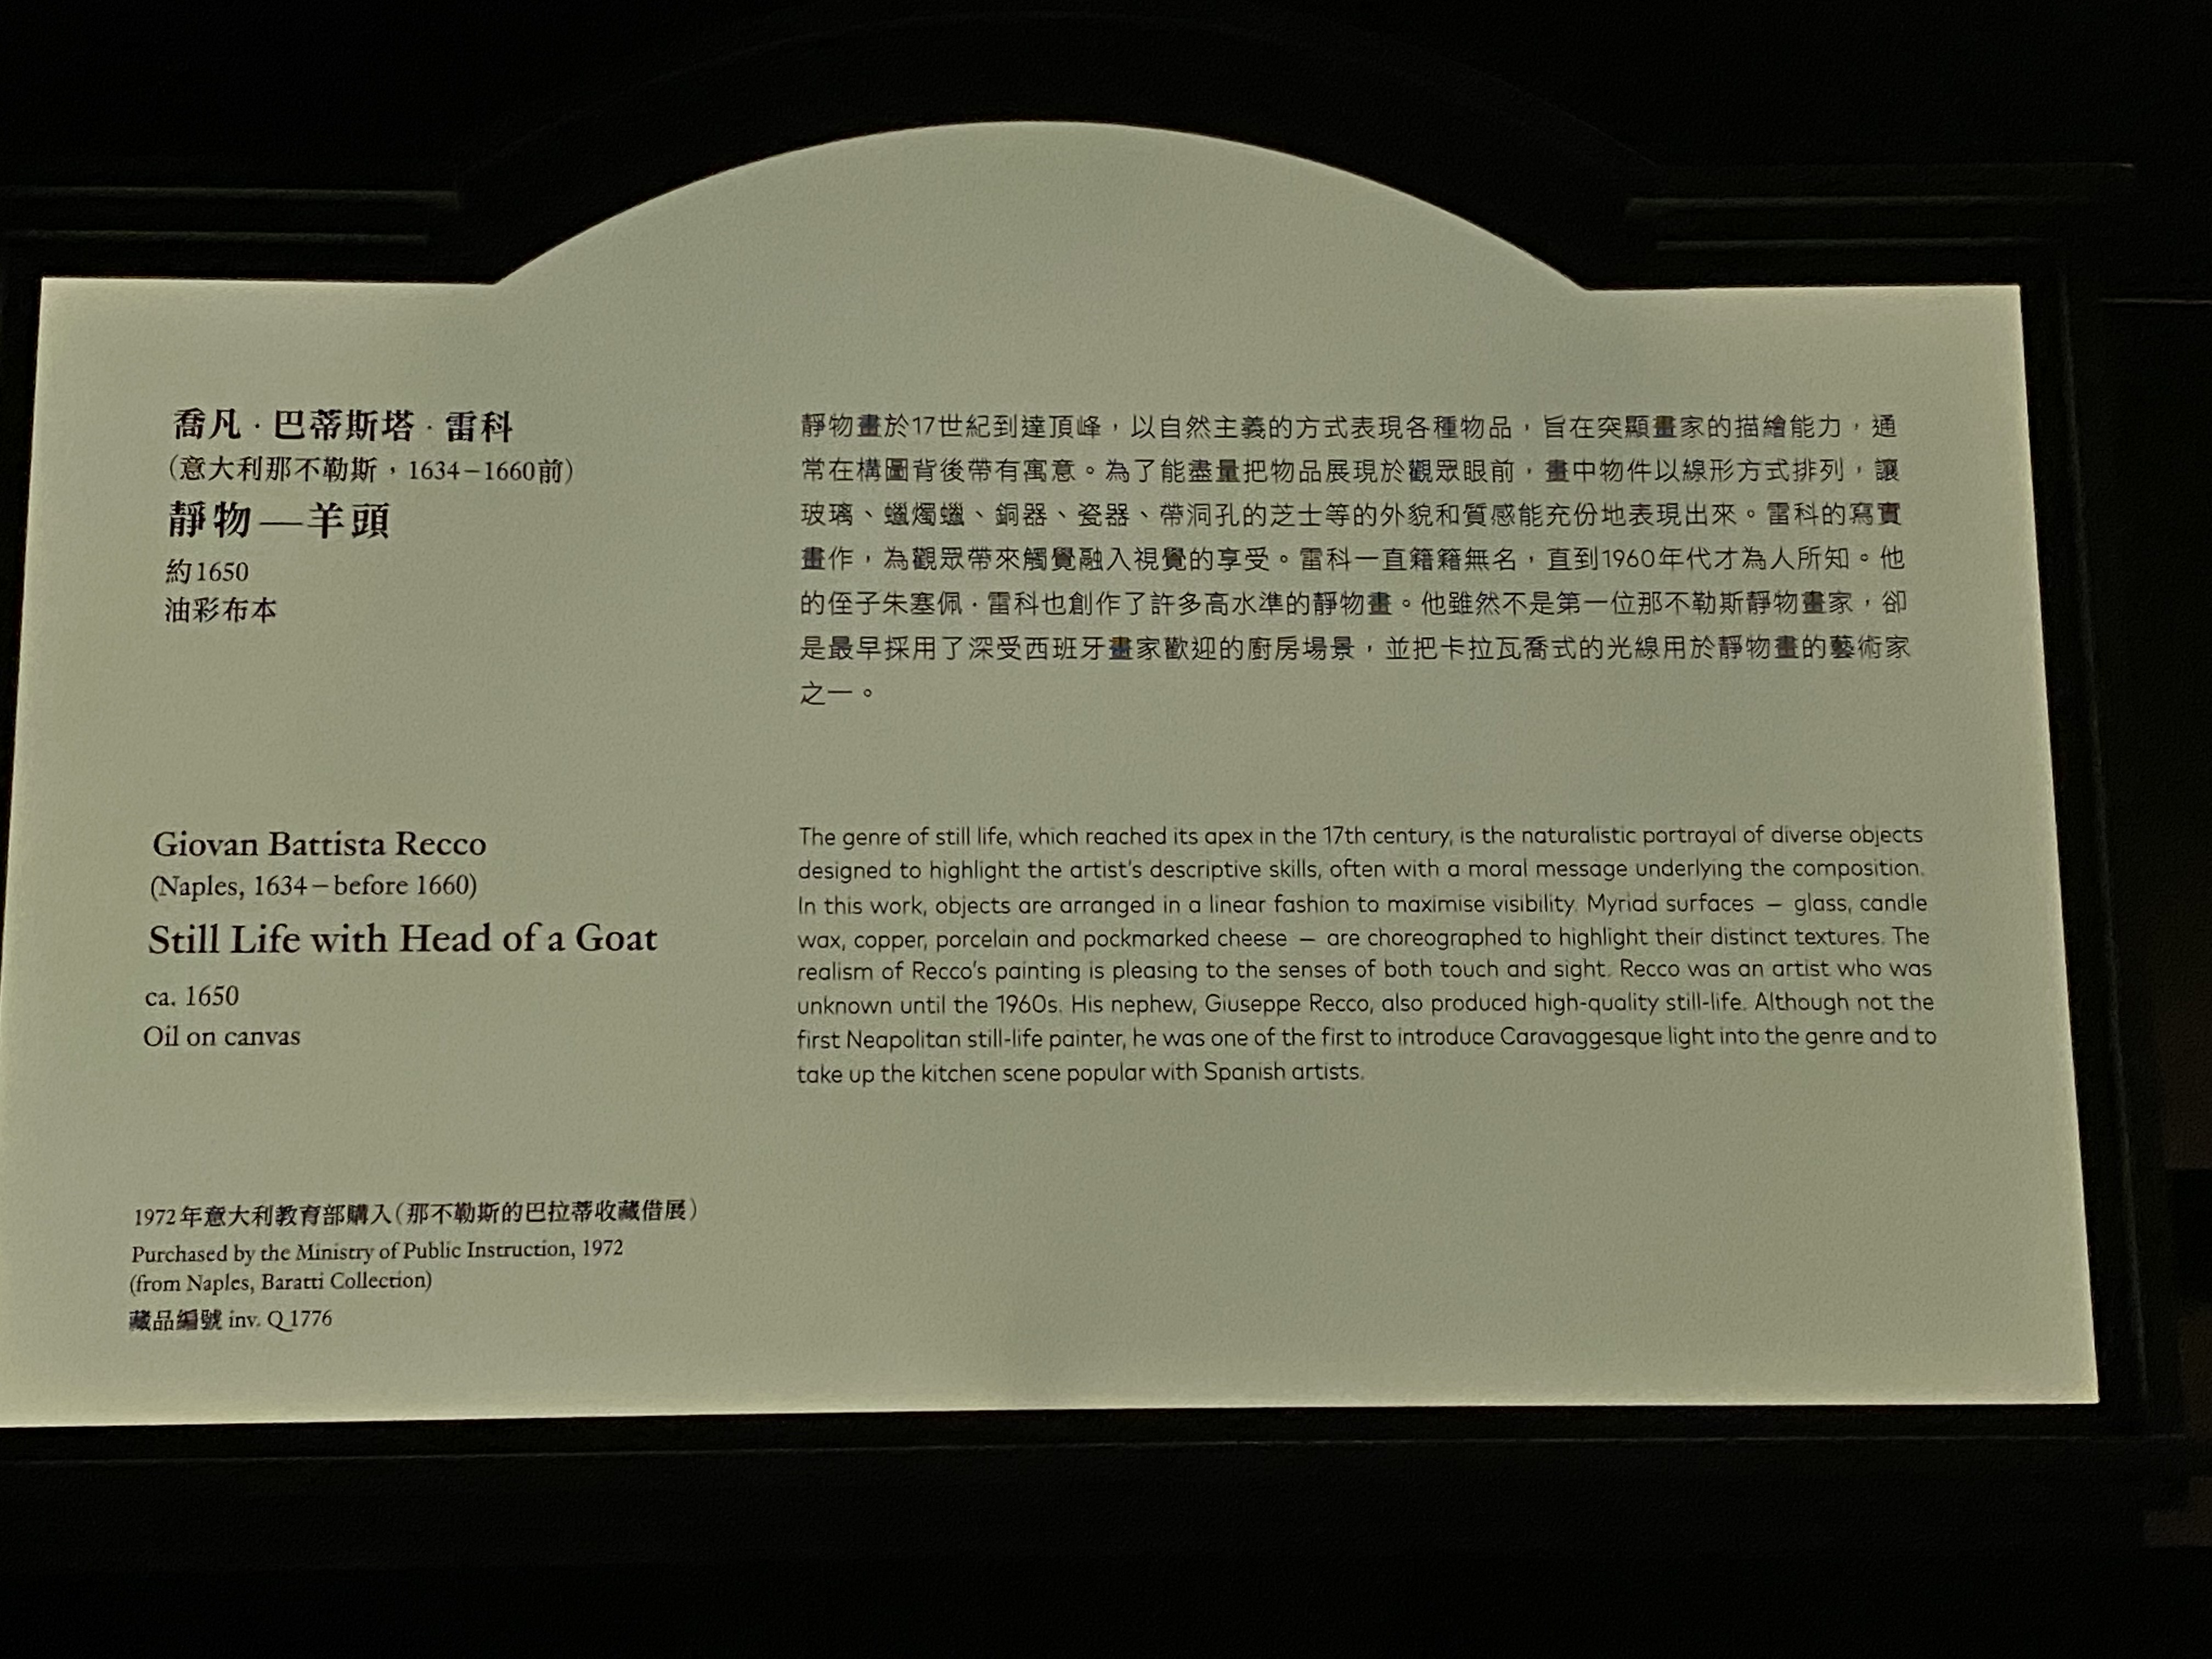 喬凡·巴蒂斯塔·雷科
（意大利那不勒斯，1634–1660前）
靜物—羊頭
約1650
油彩布本
靜物畫於17世紀到達頂峰，以自然主義的方式表現各種物品，旨在突顯畫家的描繪能力，通
常在構圖背後帶有寓意。為了能盡量把物品展現於觀眾眼前，畫中物件以線形方式排列，讓
玻璃、蠟燭蠟、銅器、瓷器、帶洞孔的芝士等的外貌和質感能充份地表現出來。雷科的寫實
畫作，為觀眾帶來觸覺融入視覺的享受。雷科一直籍籍無名，直到1960年代才為人所知。他
的侄子朱塞佩·雷科也創作了許多高水準的靜物畫。他雖然不是第一位那不勒斯靜物畫家，卻
是最早採用了深受西班牙畫家歡迎的廚房場景，並把卡拉瓦喬式的光線用於靜物畫的藝術家
之一。
Giovan Battista Recco
(Naples, 1634–before 1660)
Still Life with Head of a Goat
ca. 1650
Oil on canvas
The genre of still life, which reached its apex in the 17th century, is the naturalistic portrayal of diverse objects
designed to highlight the artist's descriptive skills, often with a moral message underlying the composition.
In this work, objects are arranged in a linear fashion to maximise visibility. Myriad surfaces – glass, candle
wax, copper, porcelain and pockmarked cheese – are choreographed to highlight their distinct textures. The
realism of Recco's painting is pleasing to the senses of both touch and sight. Recco was an artist who was
unknown until the 1960s. His nephew, Giuseppe Recco, also produced high-quality still-life. Although not the
first Neapolitan still-life painter, he was one of the first to introduce Caravaggesque light into the genre and to
take up the kitchen scene popular with Spanish artists.
1972年意大利教育部購入（那不勒斯的巴拉蒂收藏借展）
Purchased by the Ministry of Public Instruction, 1972
(from Naples, Baratti Collection)
藏品編號 inv. Q 1776